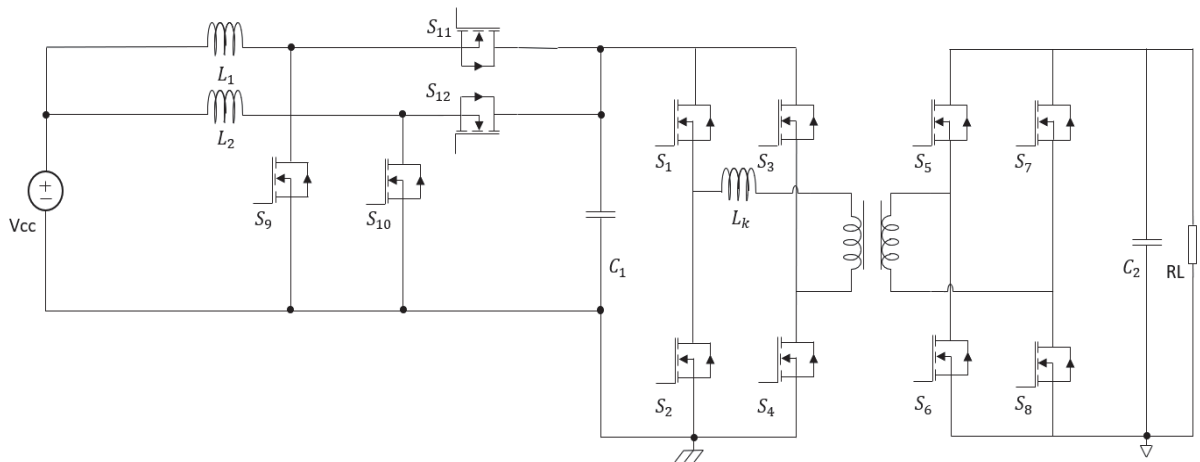 S₁₁
L₁
S₁₂
L₂
S₁
S₃
S₅
S₇
+
−
Vcc
S₉
S₁₀
Lₖ
C₁
C₂
RL
S₂
S₄
S₆
S₈